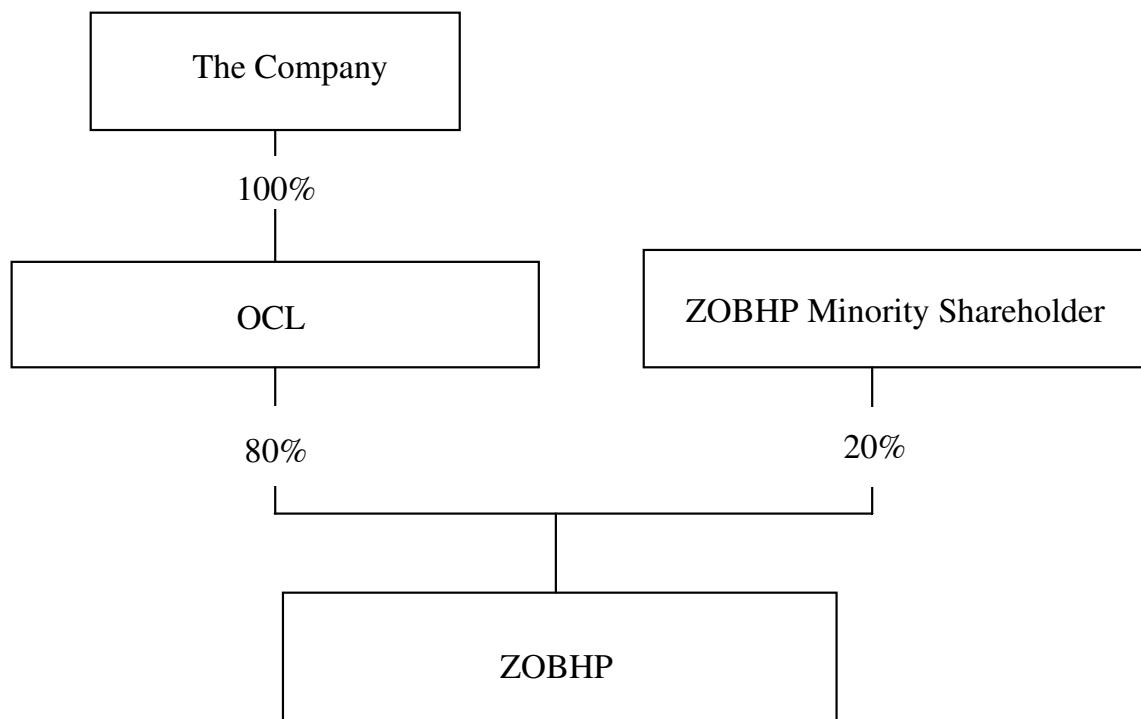 The Company
100%
OCL
ZOBHP Minority Shareholder
80%
20%
ZOBHP